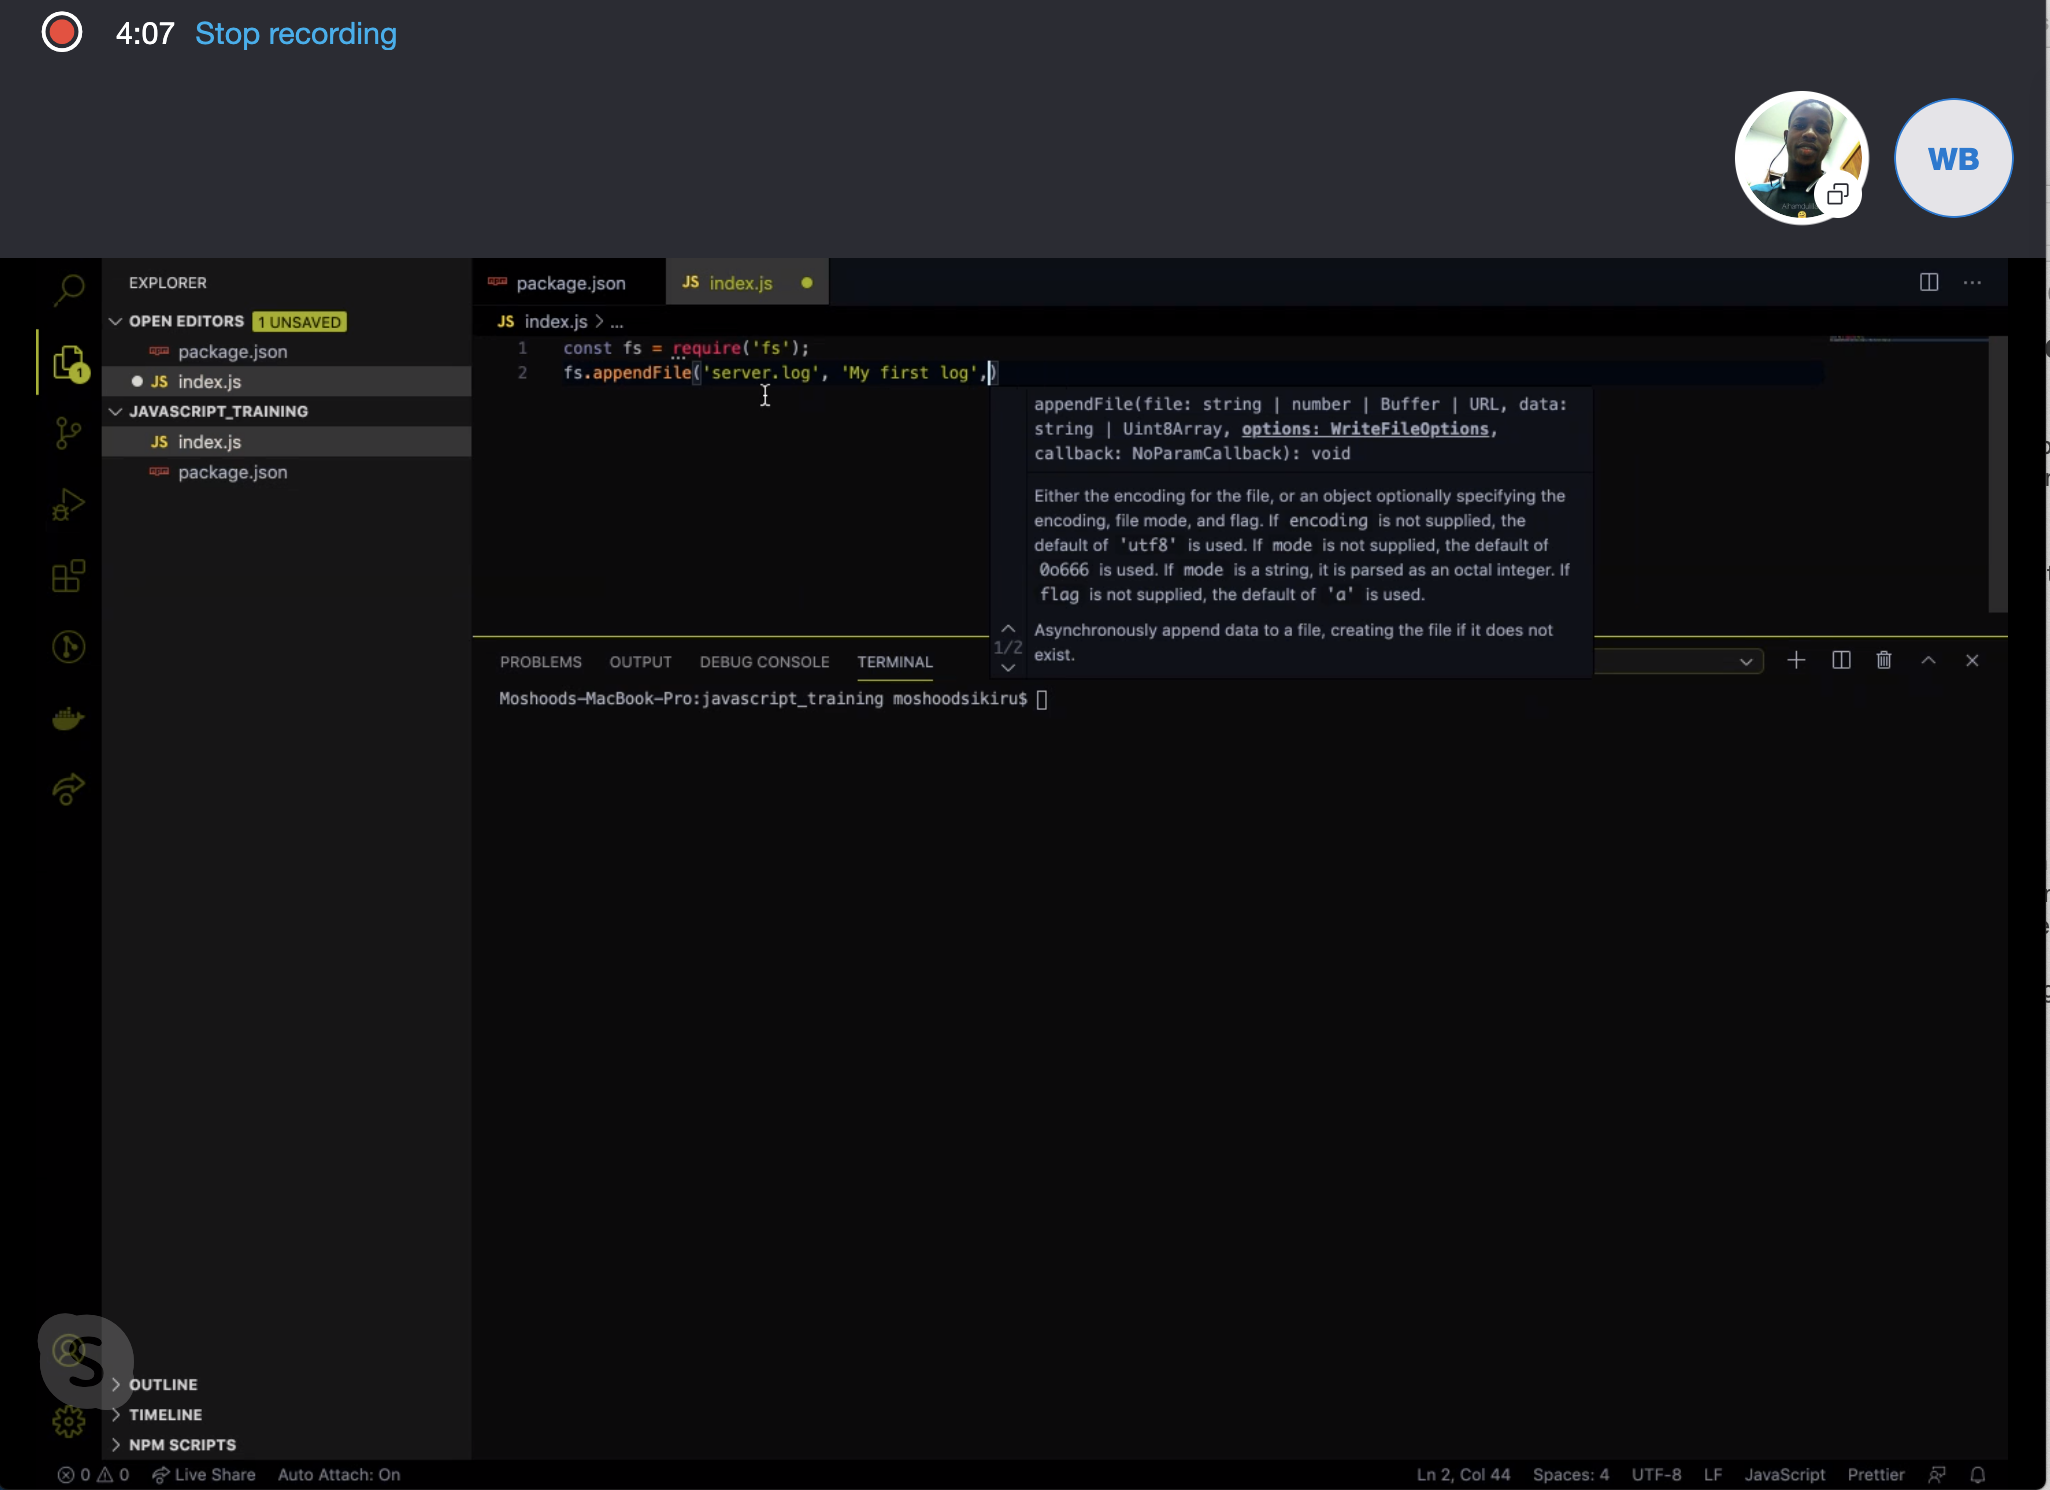 4:07 Stop recording
WB
EXPLORER
OPEN EDITORS 1 UNSAVED
package.json
JS index.js
JAVASCRIPT_TRAINING
JS index.js
package.json
package.json JS index.js
JS index.js > ...
1 const fs = require('fs');
2 fs.appendFile('server.log', 'My first log',)
appendFile(file: string | number | Buffer | URL, data:
string | Uint8Array, options: WriteFileOptions,
callback: NoParamCallback): void
Either the encoding for the file, or an object optionally specifying the
encoding, file mode, and flag. If encoding is not supplied, the
default of 'utf8' is used. If mode is not supplied, the default of
0o666 is used. If mode is a string, it is parsed as an octal integer. If
flag is not supplied, the default of 'a' is used.
1/2
Asynchronously append data to a file, creating the file if it does not
exist.
PROBLEMS OUTPUT DEBUG CONSOLE TERMINAL
Moshoods-MacBook-Pro:javascript_training moshoodsikiru$
OUTLINE
TIMELINE
NPM SCRIPTS
0 0 Live Share Auto Attach: On
Ln 2, Col 44 Spaces: 4 UTF-8 LF JavaScript Prettier